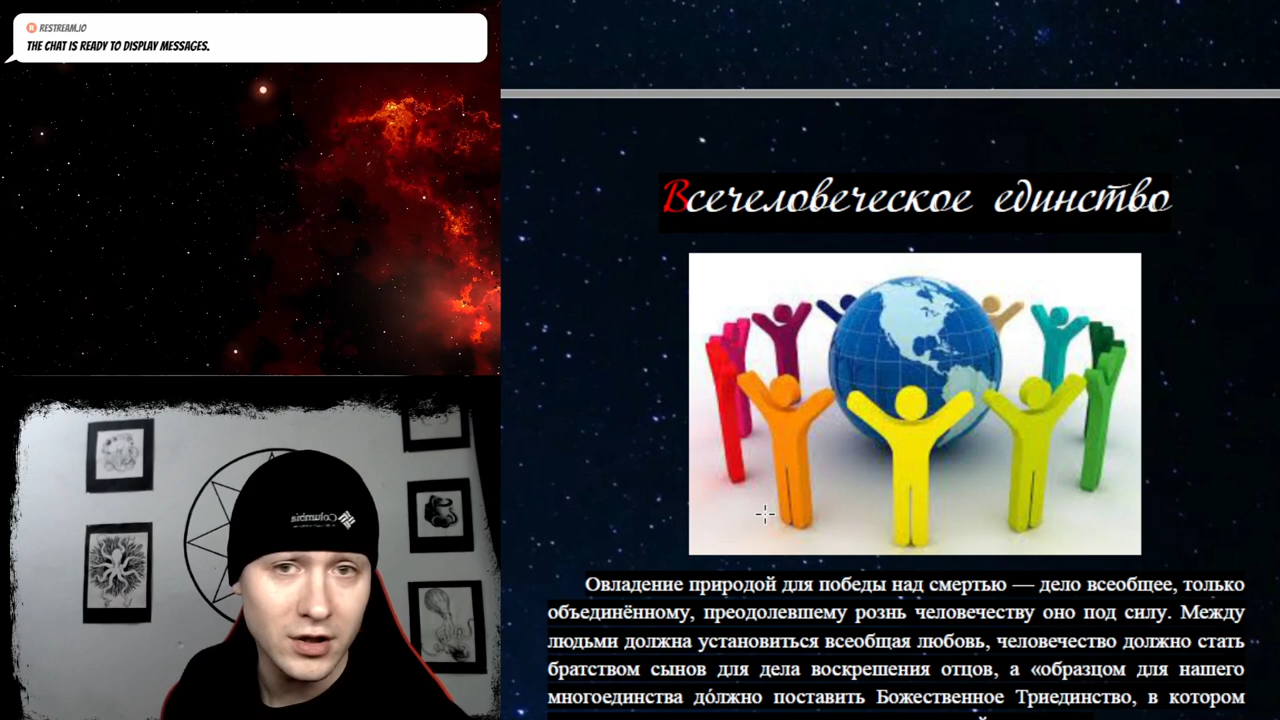 RESTREAM.IO
THE CHAT IS READY TO DISPLAY MESSAGES.
Всечеловеческое единство
Овладение природой для победы над смертью — дело всеобщее, только
объединённому, преодолевшему рознь человечеству оно под силу. Между
людьми должна установиться всеобщая любовь, человечество должно стать
братством сынов для дела воскрешения отцов, а «образцом для нашего
многоединства до́лжно поставить Божественное Триединство, в котором
Columbia